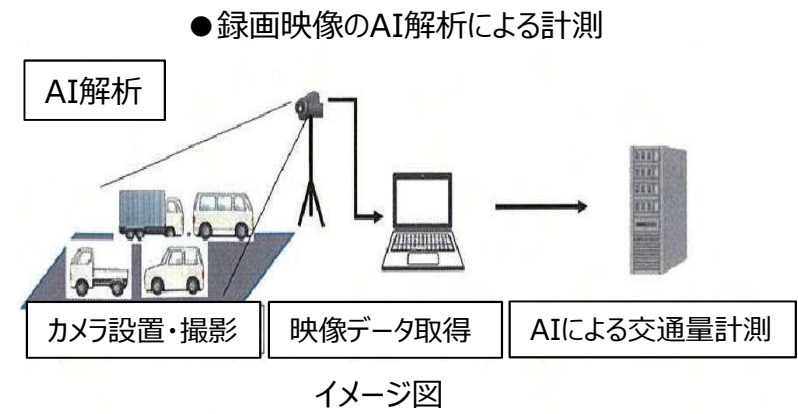 ●録画映像のAI解析による計測
AI解析
カメラ設置・撮影
映像データ取得
AIによる交通量計測
イメージ図